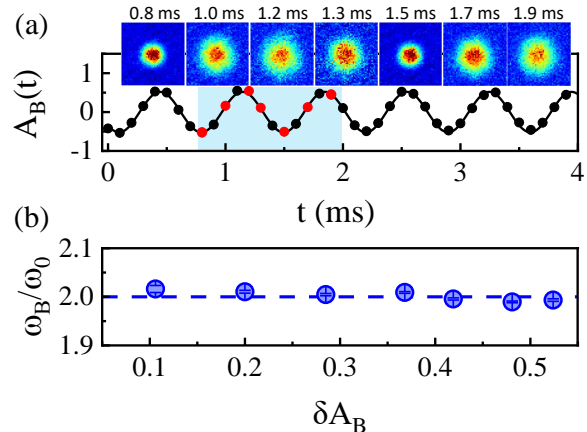 (a)
0.8 ms 1.0 ms 1.2 ms 1.3 ms 1.5 ms 1.7 ms 1.9 ms
A_B(t)
1
0
-1
0 1 2 3 4
t (ms)
(b)
ω_B/ω_0
2.1
2.0
1.9
0.1 0.2 0.3 0.4 0.5
δA_B